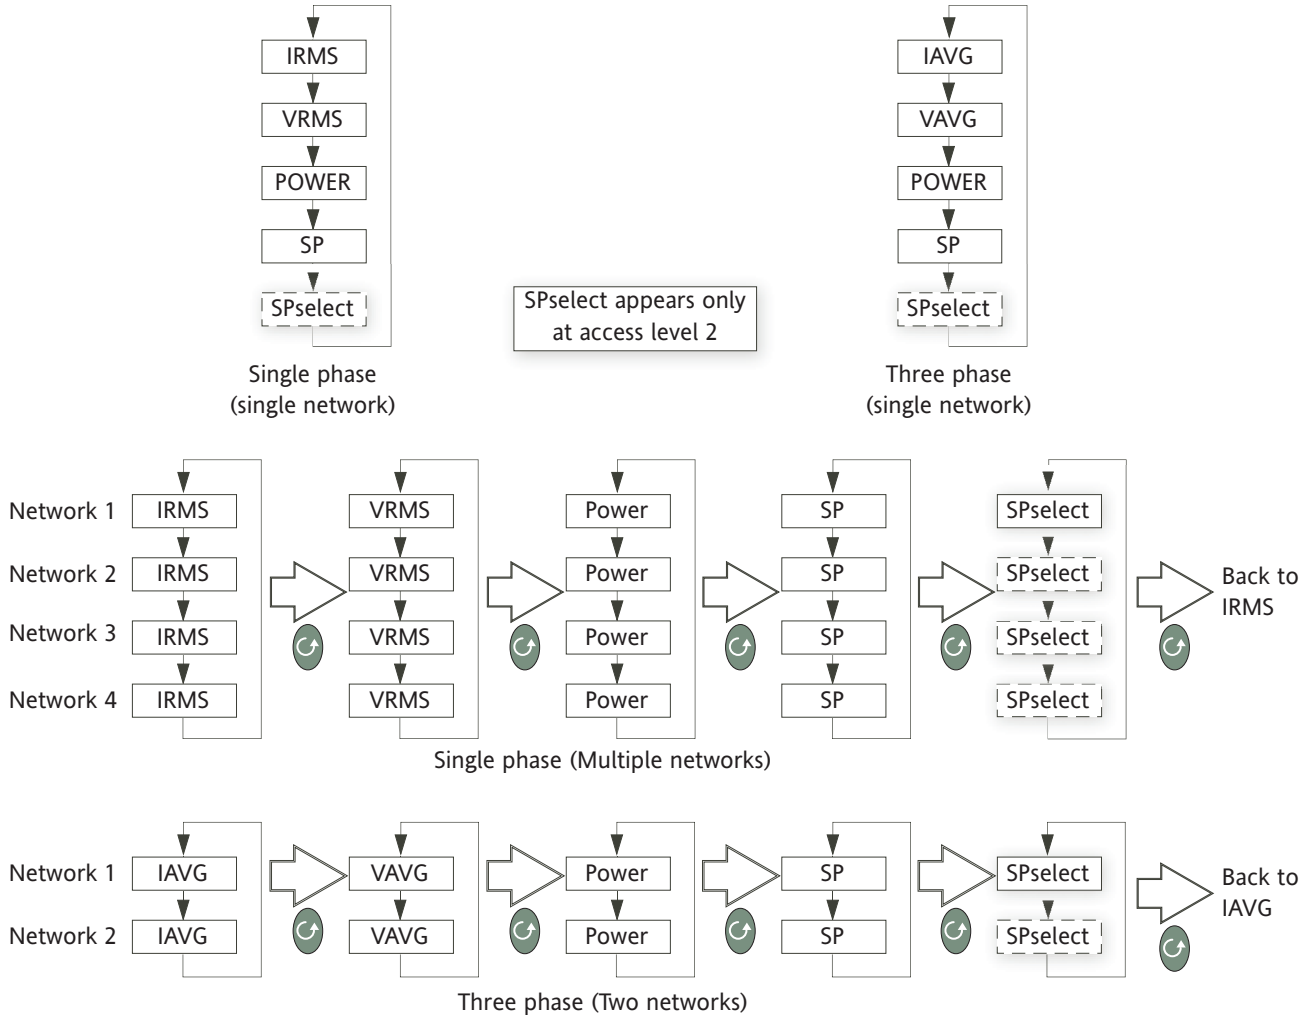 IRMS
VRMS
POWER
SP
SPselect
Single phase
(single network)
SPselect appears only
at access level 2
IAVG
VAVG
POWER
SP
SPselect
Three phase
(single network)
Network 1 IRMS VRMS Power SP SPselect
Network 2 IRMS VRMS Power SP SPselect
Back to
IRMS
Network 3 IRMS VRMS Power SP SPselect
Network 4 IRMS VRMS Power SP SPselect
Single phase (Multiple networks)
Network 1 IAVG VAVG Power SP SPselect
Back to
IAVG
Network 2 IAVG VAVG Power SP SPselect
Three phase (Two networks)